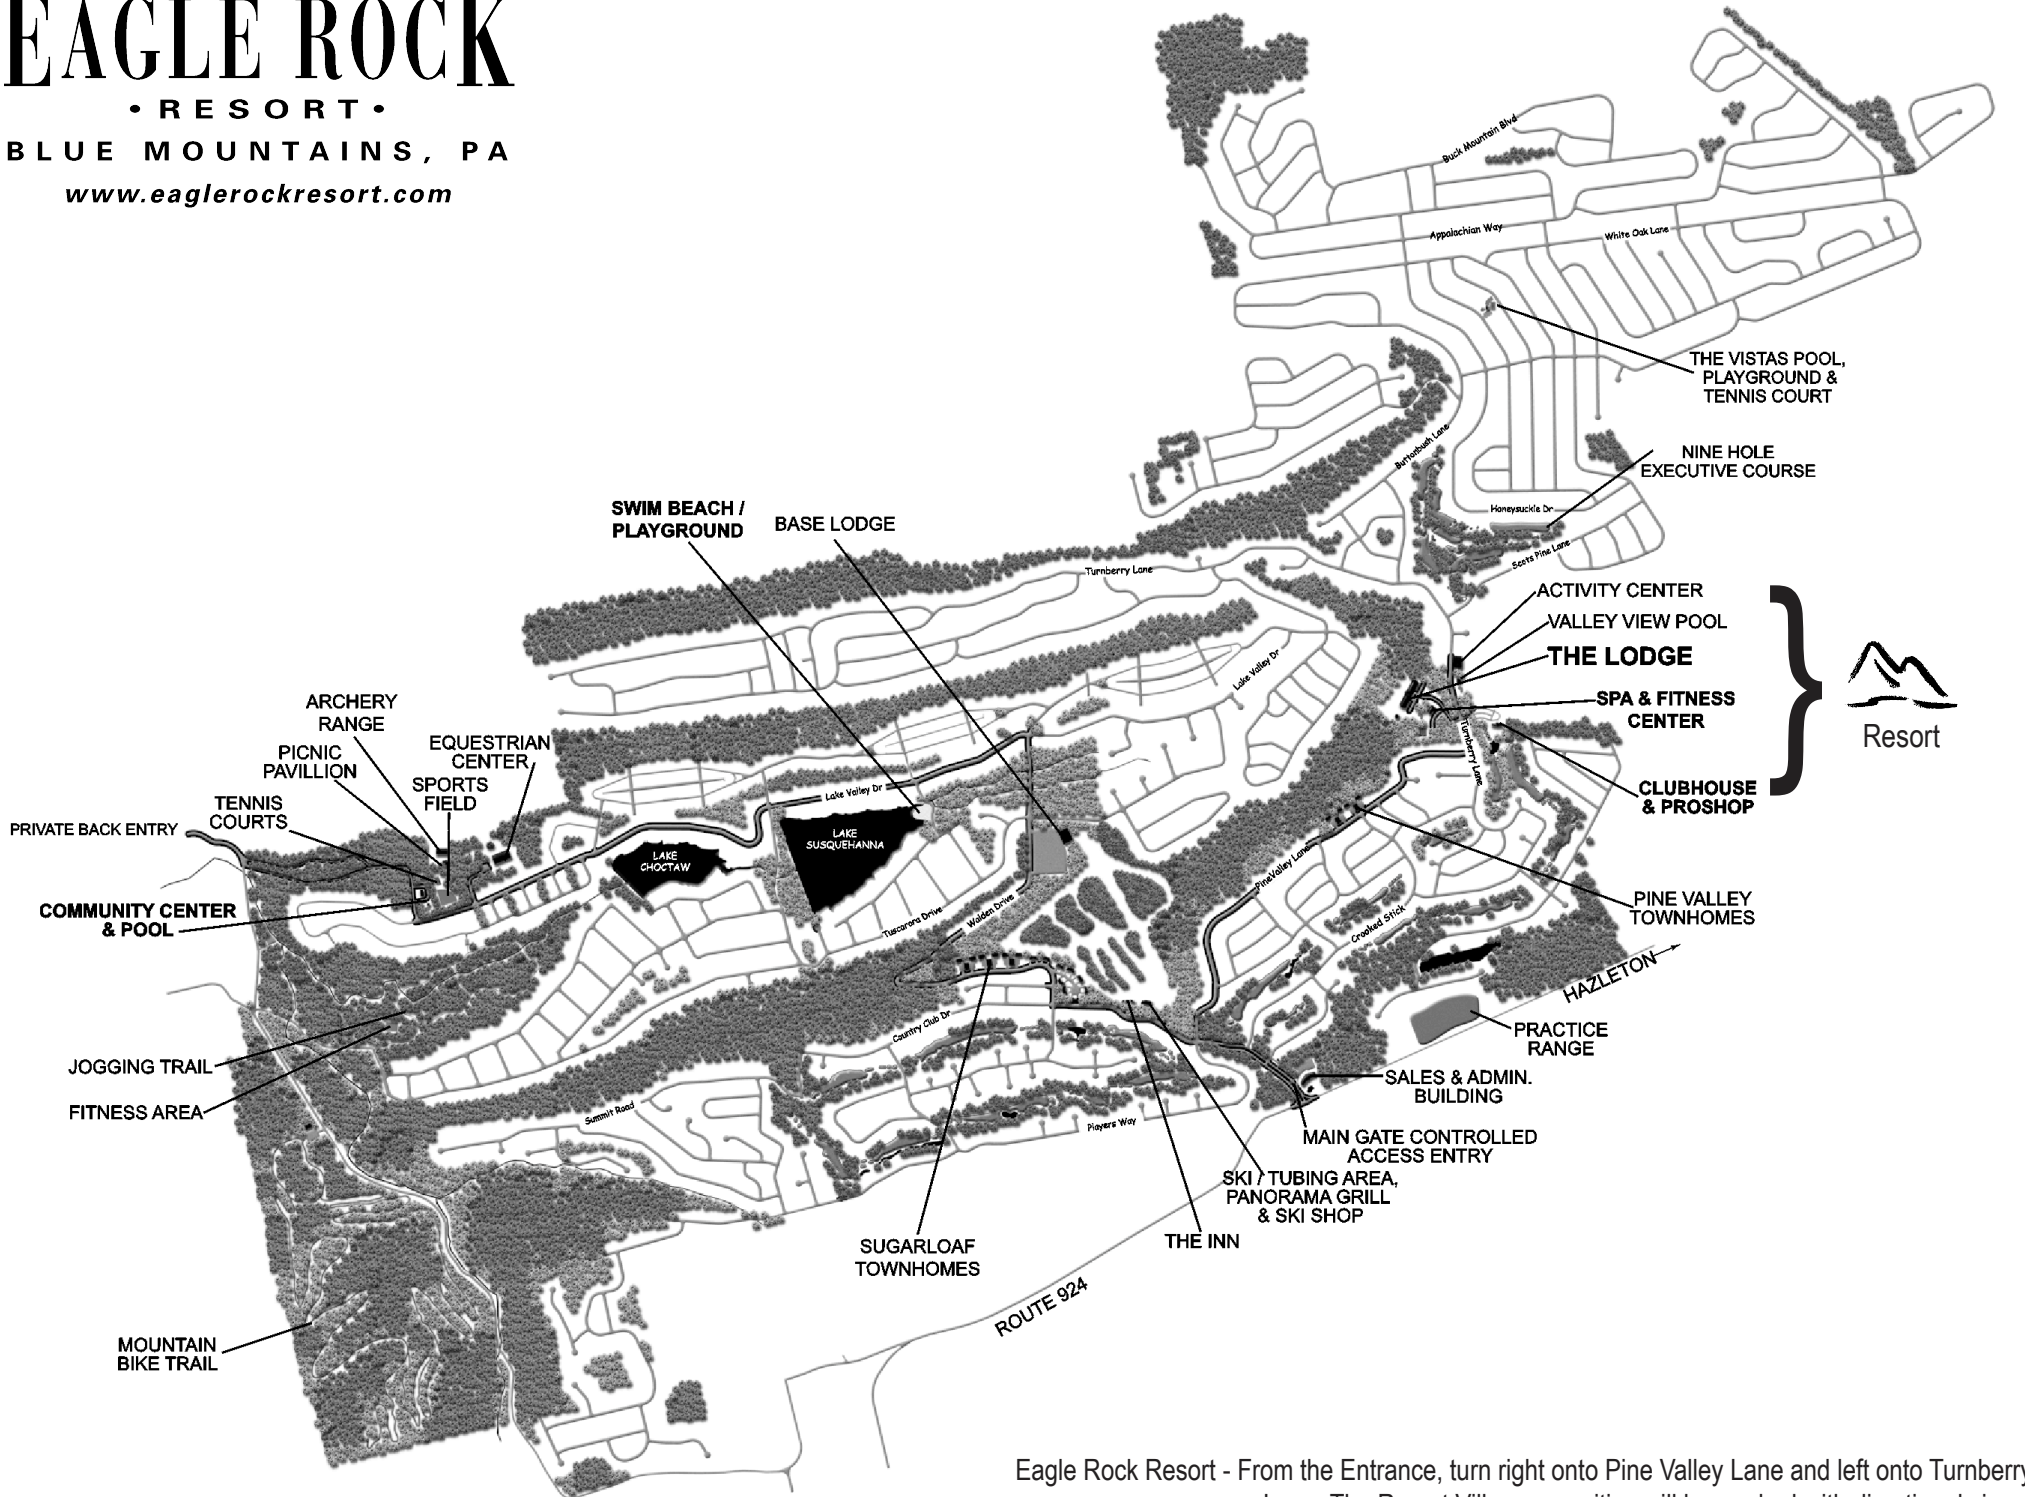 EAGLE ROCK
• RESORT •
BLUE MOUNTAINS, PA
www.eaglerockresort.com
Buck Mountain Blvd
Appalachian Way
White Oak Lane
THE VISTAS POOL,
PLAYGROUND &
TENNIS COURT
Buttonbush Lane
NINE HOLE
EXECUTIVE COURSE
Honeysuckle Dr
Scots Pine Lane
SWIM BEACH /
PLAYGROUND
BASE LODGE
Turnberry Lane
ACTIVITY CENTER
VALLEY VIEW POOL
THE LODGE
SPA & FITNESS
CENTER
CLUBHOUSE
& PROSHOP
Resort
Lake Valley Dr
Turnberry Lane
ARCHERY
RANGE
PICNIC
PAVILLION
EQUESTRIAN
CENTER
SPORTS
FIELD
TENNIS
COURTS
PRIVATE BACK ENTRY
Lake Valley Dr
LAKE
SUSQUEHANNA
LAKE
CHOCTAW
COMMUNITY CENTER
& POOL
PineValley Lane
PINE VALLEY
TOWNHOMES
Tuscarora Drive
Walden Drive
Crooked Stick
HAZLETON
Country Club Dr
PRACTICE
RANGE
JOGGING TRAIL
FITNESS AREA
SALES & ADMIN.
BUILDING
Summit Road
Players Way
MAIN GATE CONTROLLED
ACCESS ENTRY
SKI / TUBING AREA,
PANORAMA GRILL
& SKI SHOP
THE INN
SUGARLOAF
TOWNHOMES
ROUTE 924
MOUNTAIN
BIKE TRAIL
Eagle Rock Resort - From the Entrance, turn right onto Pine Valley Lane and left onto Turnberry